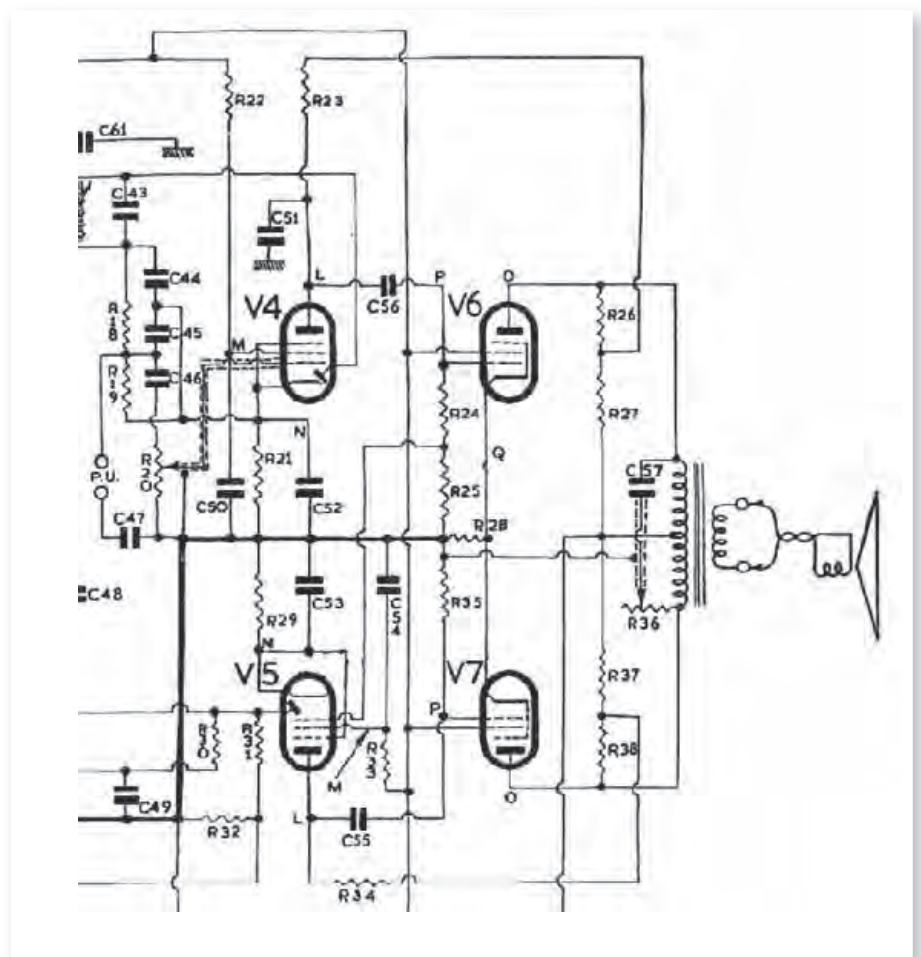 R22
R23
C61
C43
C51
C44
L
P
O
C56
V4
V6
R26
R18
C45
M
C46
R19
R24
R27
N
Q
R21
C57
P.U.
R20
R25
C50
C52
R28
C47
C48
C53
C54
R35
R29
R36
N
V5
V7
R37
P
R30
R31
R33
R38
M
O
C49
R32
L
C55
R34